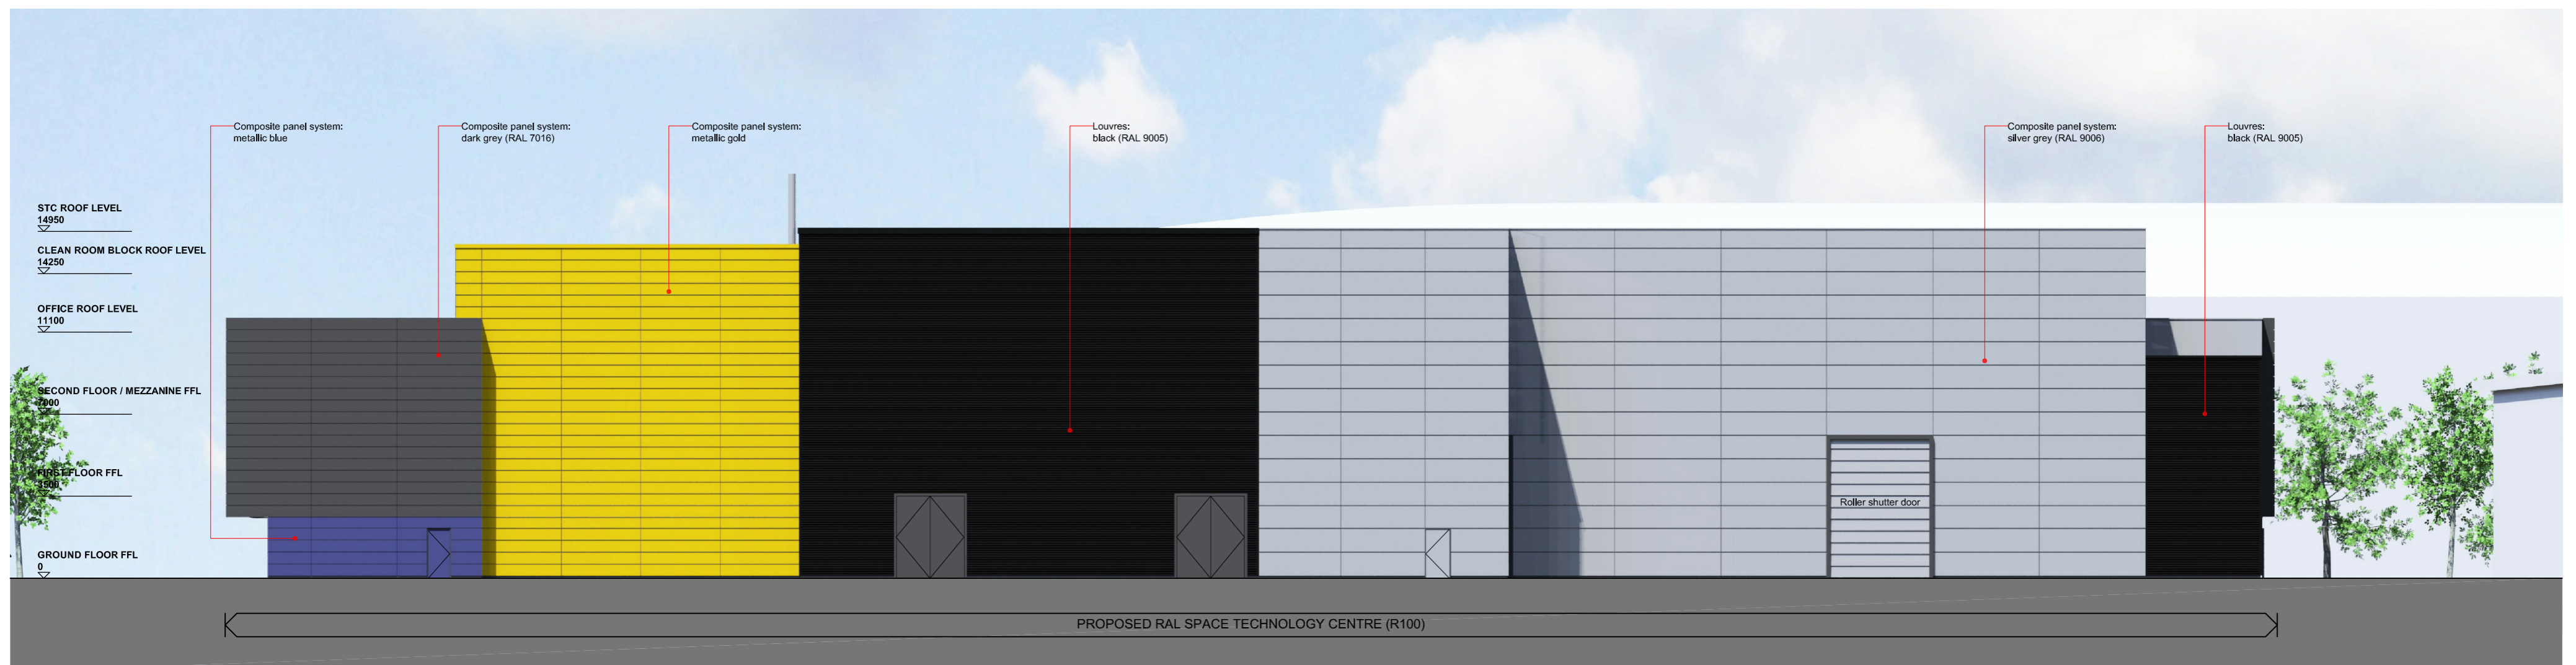 Composite panel system:
metallic blue
Composite panel system:
dark grey (RAL 7016)
Composite panel system:
metallic gold
Louvres:
black (RAL 9005)
Composite panel system:
silver grey (RAL 9006)
Louvres:
black (RAL 9005)
STC ROOF LEVEL
14950
CLEAN ROOM BLOCK ROOF LEVEL
14250
OFFICE ROOF LEVEL
11100
SECOND FLOOR / MEZZANINE FFL
7000
FIRST FLOOR FFL
3500
GROUND FLOOR FFL
0
Roller shutter door
PROPOSED RAL SPACE TECHNOLOGY CENTRE (R100)